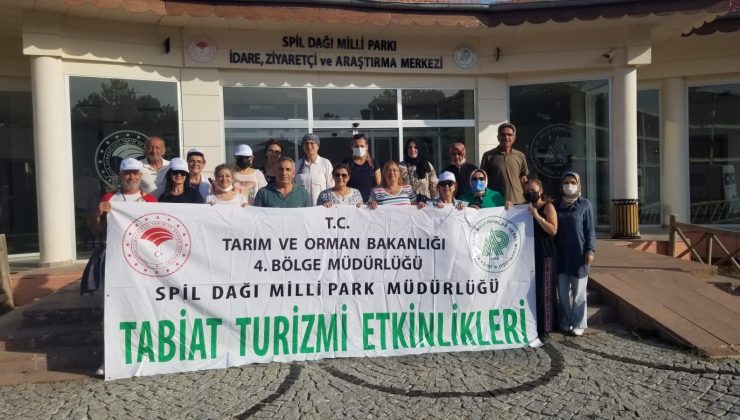 SPİL DAĞI MİLLİ PARKI
İDARE, ZİYARETÇİ ve ARAŞTIRMA MERKEZİ
T.C.
TARIM VE ORMAN BAKANLIĞI
4. BÖLGE MÜDÜRLÜĞÜ
SPİL DAĞI MİLLİ PARK MÜDÜRLÜĞÜ
TABİAT TURİZMİ ETKİNLİKLERİ